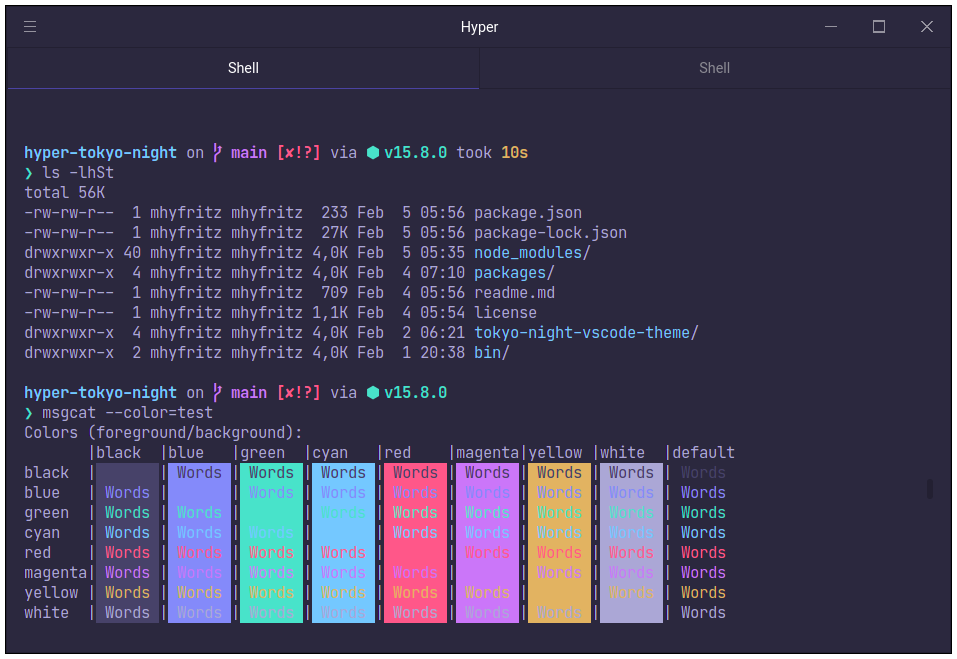 Hyper
Shell Shell
hyper-tokyo-night on main [✘!?] via ⬢ v15.8.0 took 10s
❯ ls -lhSt
total 56K
-rw-rw-r--  1 mhyfritz mhyfritz  233 Feb  5 05:56 package.json
-rw-rw-r--  1 mhyfritz mhyfritz  27K Feb  5 05:56 package-lock.json
drwxrwxr-x 40 mhyfritz mhyfritz 4,0K Feb  5 05:35 node_modules/
drwxrwxr-x  4 mhyfritz mhyfritz 4,0K Feb  4 07:10 packages/
-rw-rw-r--  1 mhyfritz mhyfritz  709 Feb  4 05:56 readme.md
-rw-rw-r--  1 mhyfritz mhyfritz 1,1K Feb  4 05:54 license
drwxrwxr-x  4 mhyfritz mhyfritz 4,0K Feb  2 06:21 tokyo-night-vscode-theme/
drwxrwxr-x  2 mhyfritz mhyfritz 4,0K Feb  1 20:38 bin/
hyper-tokyo-night on main [✘!?] via ⬢ v15.8.0
❯ msgcat --color=test
Colors (foreground/background):
       |black  |blue   |green  |cyan   |red    |magenta|yellow |white  |default
black  |       | Words | Words | Words | Words | Words | Words | Words | Words
blue   | Words |       | Words | Words | Words | Words | Words | Words | Words
green  | Words | Words |       | Words | Words | Words | Words | Words | Words
cyan   | Words | Words | Words |       | Words | Words | Words | Words | Words
red    | Words | Words | Words | Words |       | Words | Words | Words | Words
magenta| Words | Words | Words | Words | Words |       | Words | Words | Words
yellow | Words | Words | Words | Words | Words | Words |       | Words | Words
white  | Words | Words | Words | Words | Words | Words | Words |       | Words